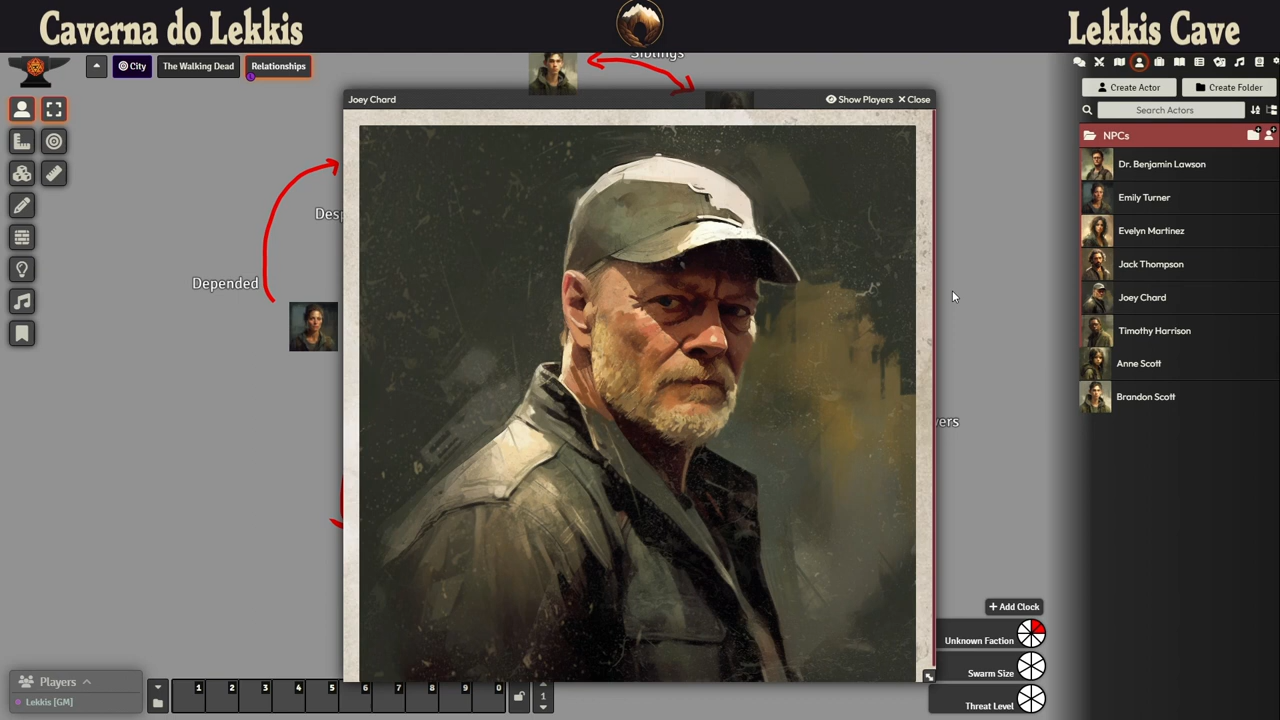 Caverna do Lekkis
Lekkis Cave
Siblings
City
The Walking Dead
Relationships
Joey Chard
Show Players
Close
Create Actor
Create Folder
Search Actors
NPCs
Dr. Benjamin Lawson
Emily Turner
Evelyn Martinez
Jack Thompson
Joey Chard
Timothy Harrison
Anne Scott
Brandon Scott
Desp
Depended
vers
Add Clock
Unknown Faction
Swarm Size
Threat Level
Players
Lekkis [GM]
1 2 3 4 5 6 7 8 9 0
1